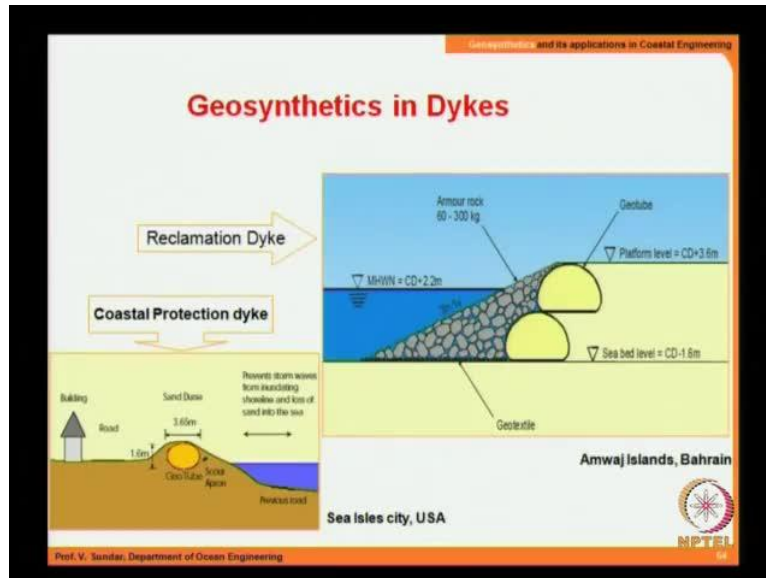 Geosynthetics and its applications in Coastal Engineering
Geosynthetics in Dykes
Reclamation Dyke
Armour rock
60 - 300 kg
Geotube
Platform level = CD+3.6m
MHWN = CD+2.2m
Sea bed level = CD-1.6m
Geotextile
Amwaj Islands, Bahrain
Coastal Protection dyke
Building
Road
Sand Dune
3.65m
1.6m
Geo Tube
Scour
Apron
Prevents storm waves
from inundating
shoreline and loss of
sand into the sea
Previous road
Sea Isles city, USA
NPTEL
Prof. V. Sundar, Department of Ocean Engineering
64